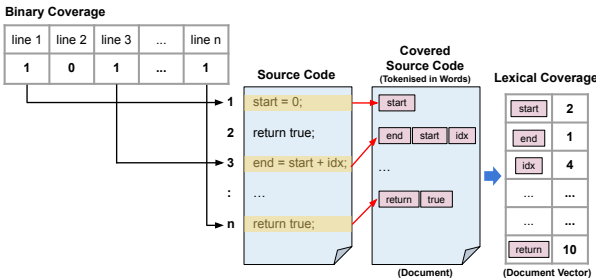 Binary Coverage
line 1 line 2 line 3 ... line n
1 0 1 ... 1
Source Code
1 start = 0;
2 return true;
3 end = start + idx;
: ...
n return true;
Covered
Source Code
(Tokenised in Words)
start
end start idx
...
return true
(Document)
Lexical Coverage
start 2
end 1
idx 4
... ...
... ...
return 10
(Document Vector)